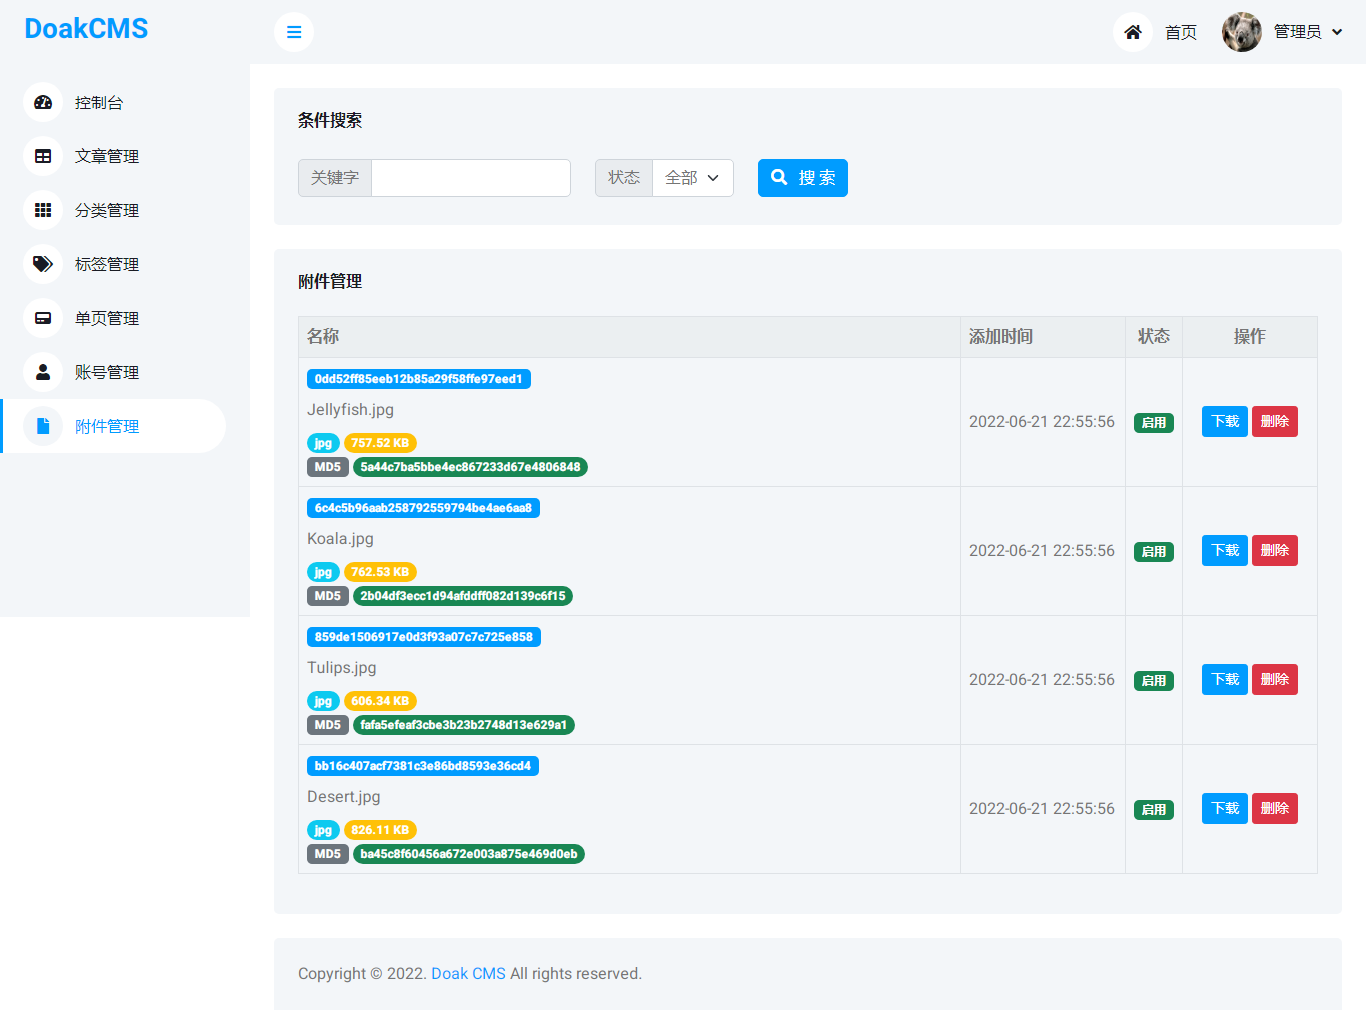 DoakCMS
首页
管理员
控制台
文章管理
分类管理
标签管理
单页管理
账号管理
附件管理
条件搜索
关键字
状态 全部
搜 索
附件管理
名称 添加时间 状态 操作
0dd52ff85eeb12b85a29f58ffe97eed1
Jellyfish.jpg
jpg 757.52 KB
MD5 5a44c7ba5bbe4ec867233d67e4806848
2022-06-21 22:55:56 启用 下载 删除
6c4c5b96aab258792559794be4ae6aa8
Koala.jpg
jpg 762.53 KB
MD5 2b04df3ecc1d94afddff082d139c6f15
2022-06-21 22:55:56 启用 下载 删除
859de1506917e0d3f93a07c7c725e858
Tulips.jpg
jpg 606.34 KB
MD5 fafa5efeaf3cbe3b23b2748d13e629a1
2022-06-21 22:55:56 启用 下载 删除
bb16c407acf7381c3e86bd8593e36cd4
Desert.jpg
jpg 826.11 KB
MD5 ba45c8f60456a672e003a875e469d0eb
2022-06-21 22:55:56 启用 下载 删除
Copyright © 2022. Doak CMS All rights reserved.